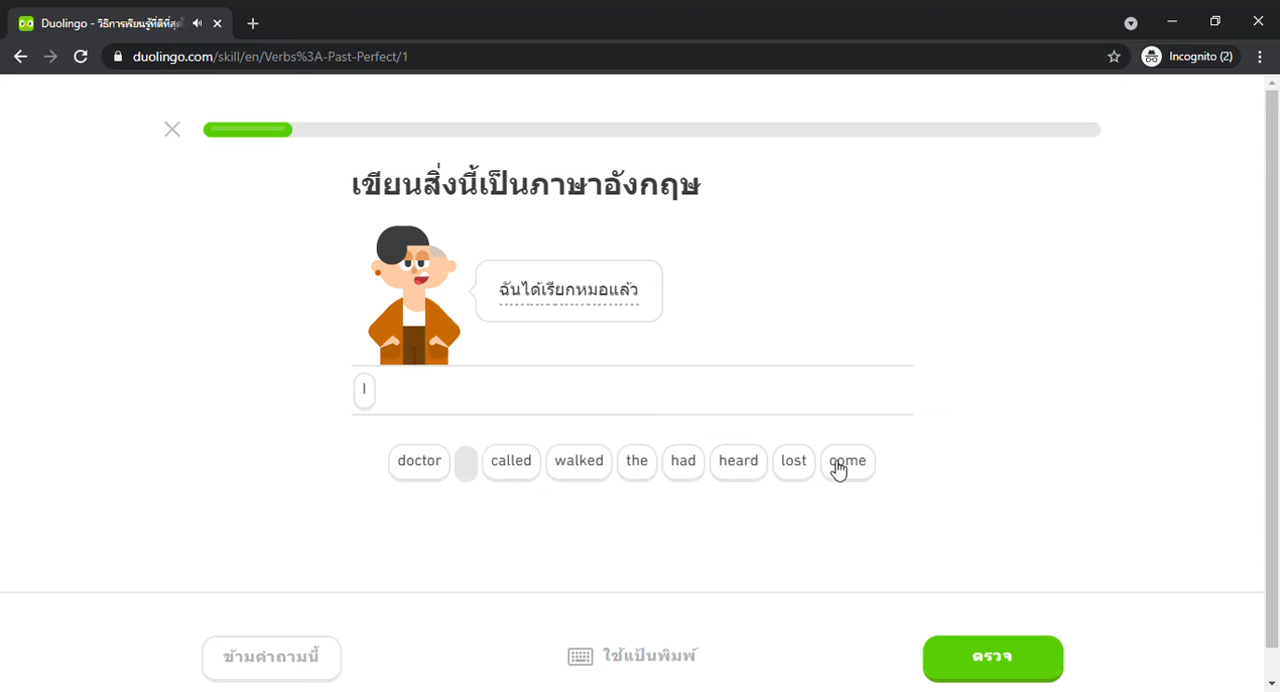 Duolingo - วิธีการเรียนรู้ที่ดีที่สุด
duolingo.com/skill/en/Verbs%3A-Past-Perfect/1
Incognito (2)
เขียนสิ่งนี้เป็นภาษาอังกฤษ
ฉันได้เรียกหมอแล้ว
I
doctor called walked the had heard lost come
ข้ามคำถามนี้ ใช้แป้นพิมพ์ ตรวจ